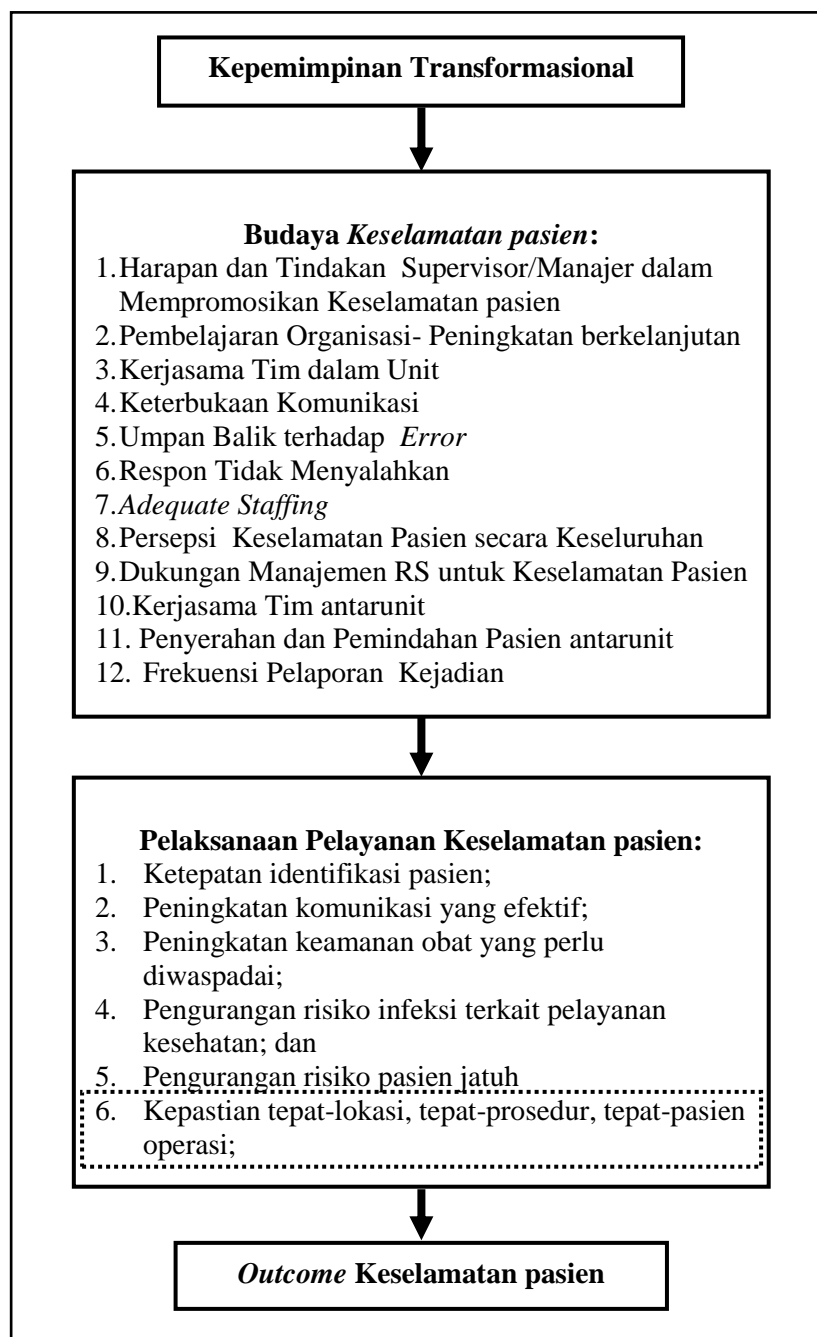 Kepemimpinan Transformasional
Budaya Keselamatan pasien:
1.Harapan dan Tindakan Supervisor/Manajer dalam
Mempromosikan Keselamatan pasien
2.Pembelajaran Organisasi- Peningkatan berkelanjutan
3.Kerjasama Tim dalam Unit
4.Keterbukaan Komunikasi
5.Umpan Balik terhadap Error
6.Respon Tidak Menyalahkan
7.Adequate Staffing
8.Persepsi Keselamatan Pasien secara Keseluruhan
9.Dukungan Manajemen RS untuk Keselamatan Pasien
10.Kerjasama Tim antarunit
11. Penyerahan dan Pemindahan Pasien antarunit
12. Frekuensi Pelaporan Kejadian
Pelaksanaan Pelayanan Keselamatan pasien:
1. Ketepatan identifikasi pasien;
2. Peningkatan komunikasi yang efektif;
3. Peningkatan keamanan obat yang perlu
diwaspadai;
4. Pengurangan risiko infeksi terkait pelayanan
kesehatan; dan
5. Pengurangan risiko pasien jatuh
6. Kepastian tepat-lokasi, tepat-prosedur, tepat-pasien
operasi;
Outcome Keselamatan pasien